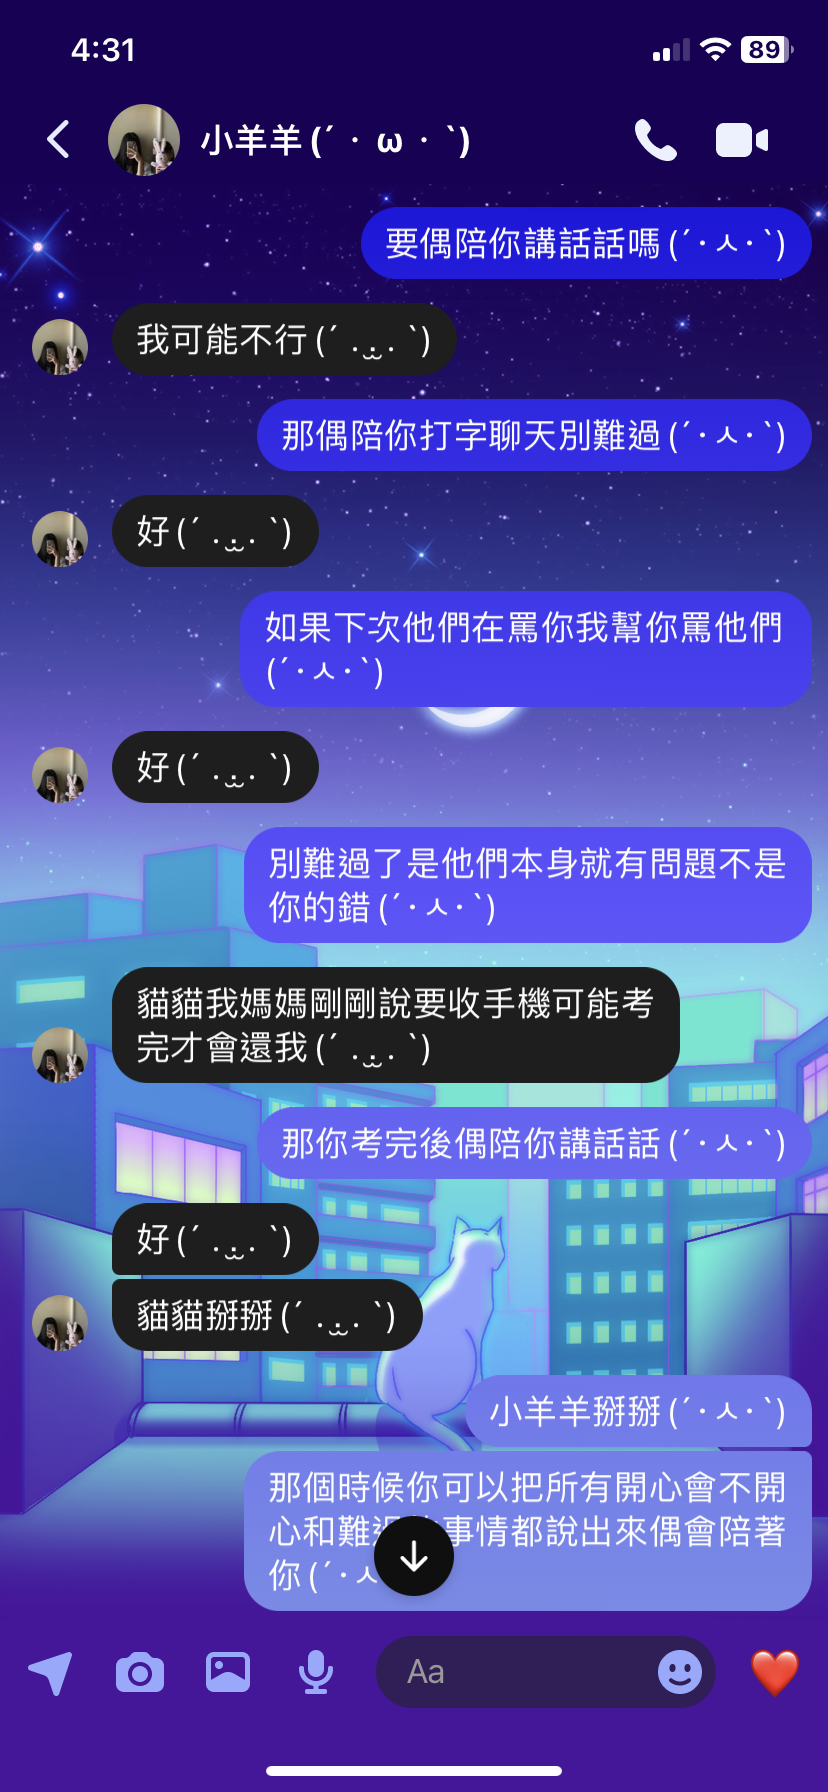 4:31
89
小羊羊 (´・ω・`)
要偶陪你講話話嗎 (´･ㅅ･`)
我可能不行 (´ . .̫ . `)
那偶陪你打字聊天別難過 (´･ㅅ･`)
好 (´ . .̫ . `)
如果下次他們在罵你我幫你罵他們
(´･ㅅ･`)
好 (´ . .̫ . `)
別難過了是他們本身就有問題不是
你的錯 (´･ㅅ･`)
貓貓我媽媽剛剛說要收手機可能考
完才會還我 (´ . .̫ . `)
那你考完後偶陪你講話話 (´･ㅅ･`)
好 (´ . .̫ . `)
貓貓掰掰 (´ . .̫ . `)
小羊羊掰掰 (´･ㅅ･`)
那個時候你可以把所有開心會不開
心和難事情都說出來偶會陪著
你 (´･ㅅ
Aa